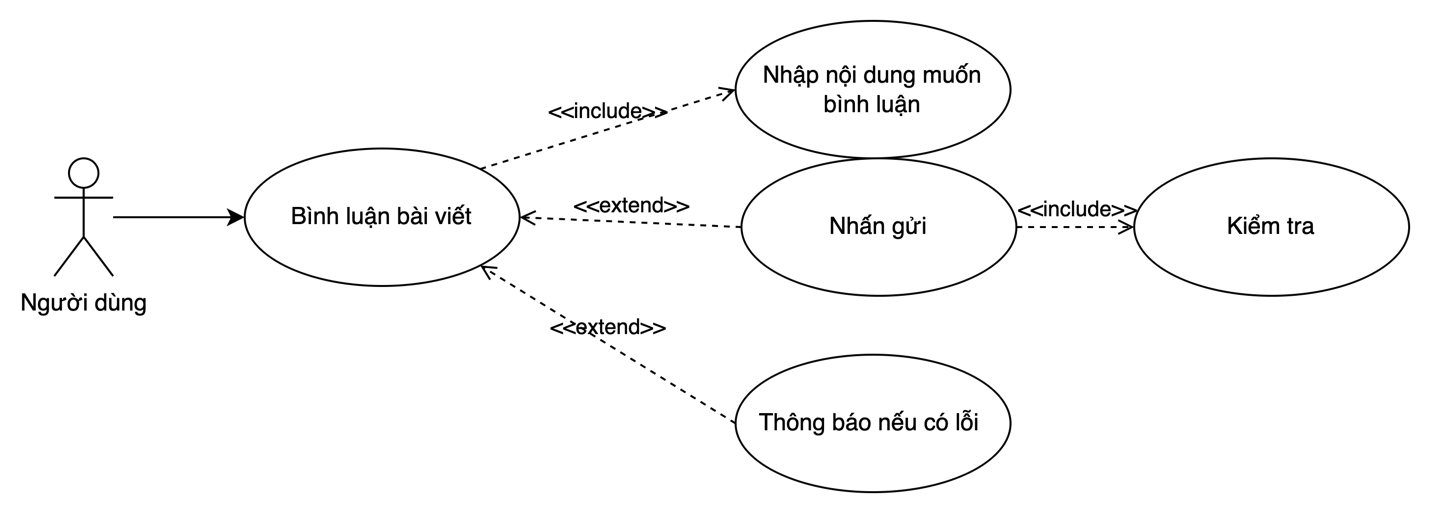 Nhập nội dung muốn
bình luận
<<include>>
Bình luận bài viết
<<extend>>
Nhấn gửi
<<include>>
Kiểm tra
Người dùng
<<extend>>
Thông báo nếu có lỗi